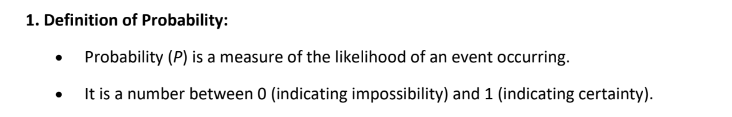 1. Definition of Probability:
• Probability (P) is a measure of the likelihood of an event occurring.
• It is a number between 0 (indicating impossibility) and 1 (indicating certainty).